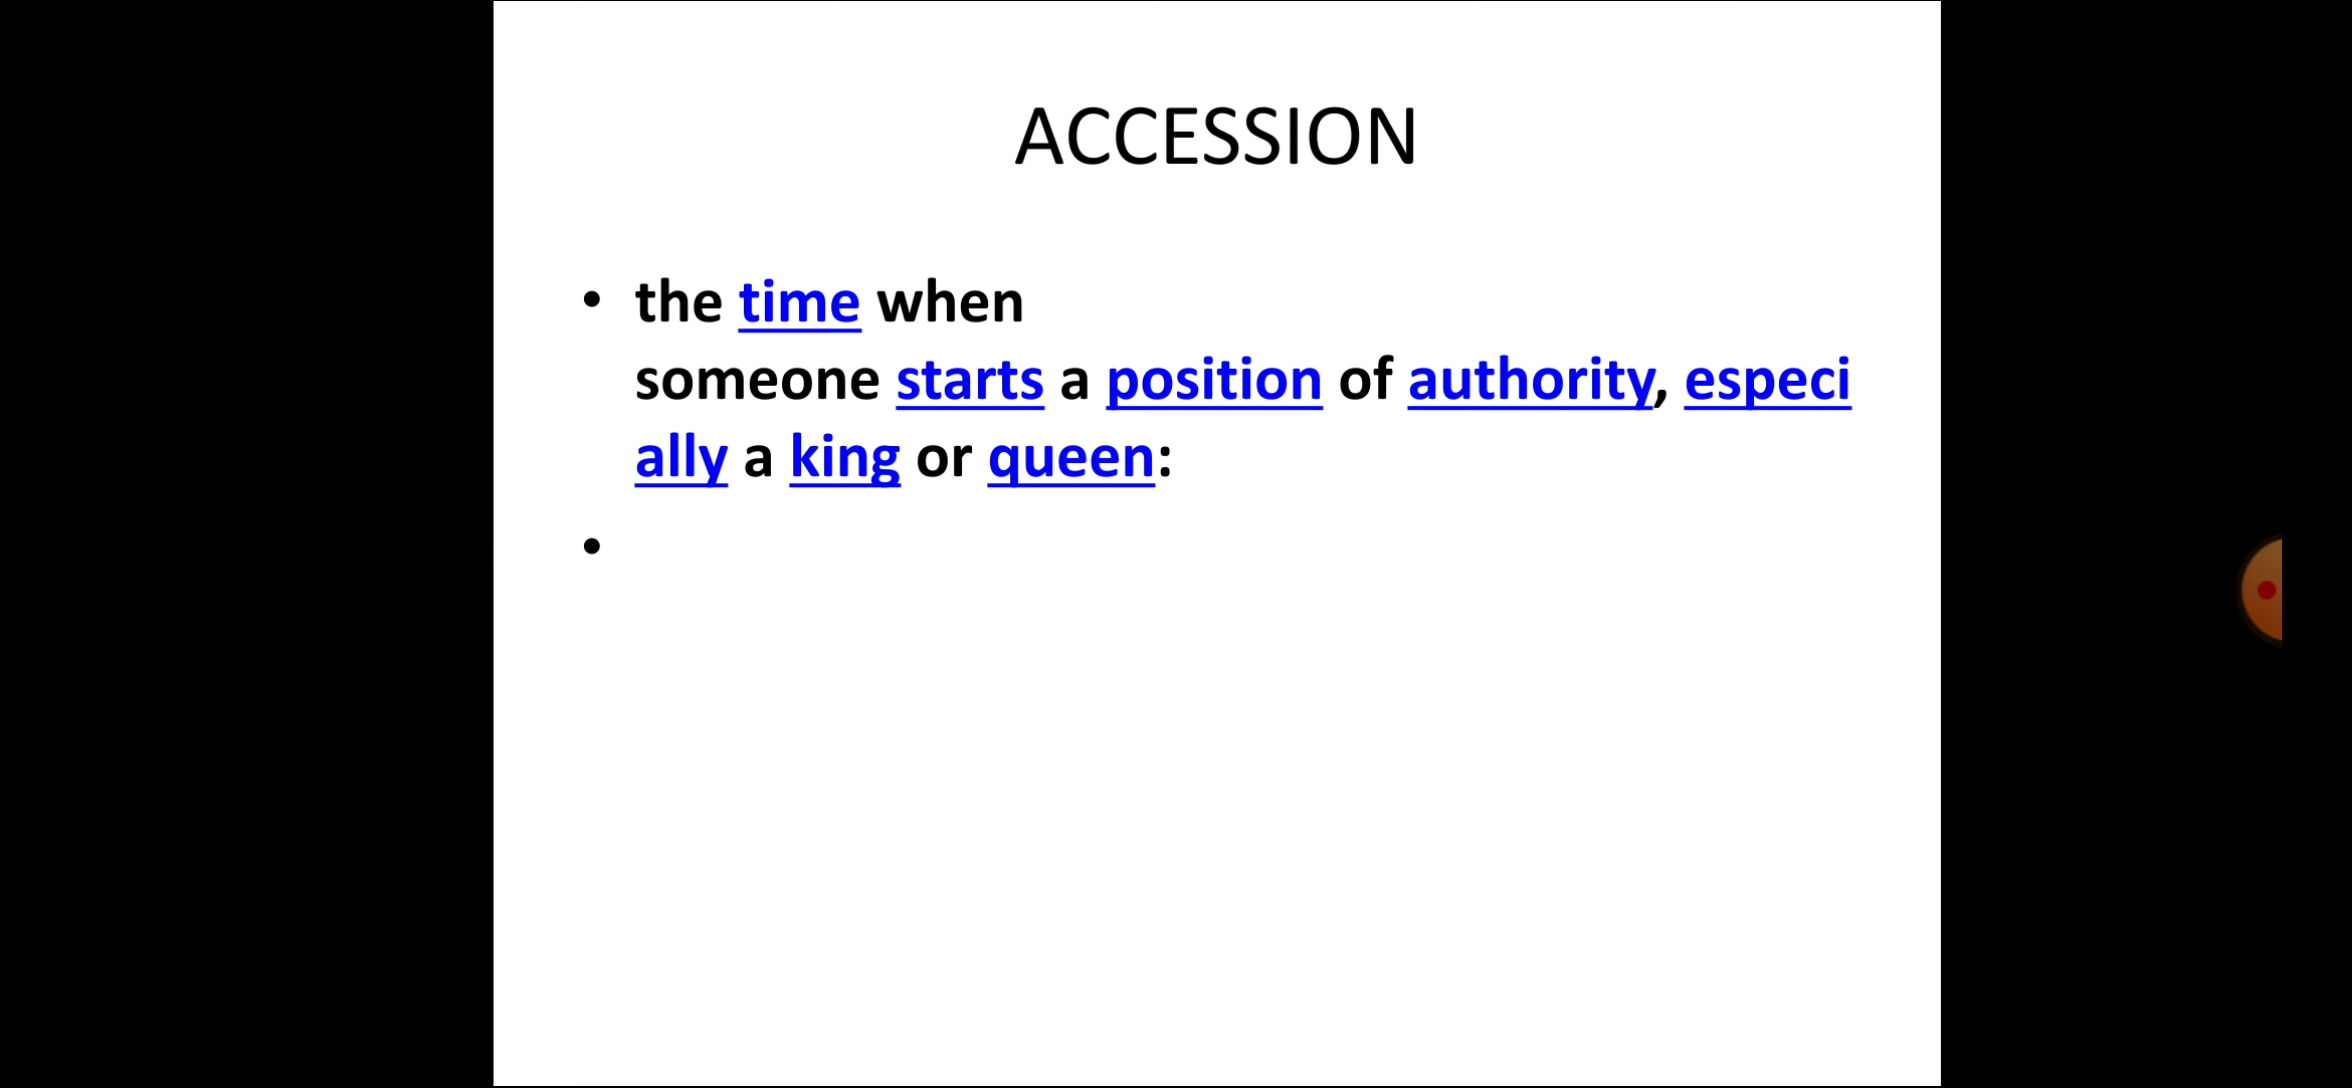 ACCESSION
• the time when
someone starts a position of authority, especi
ally a king or queen:
•